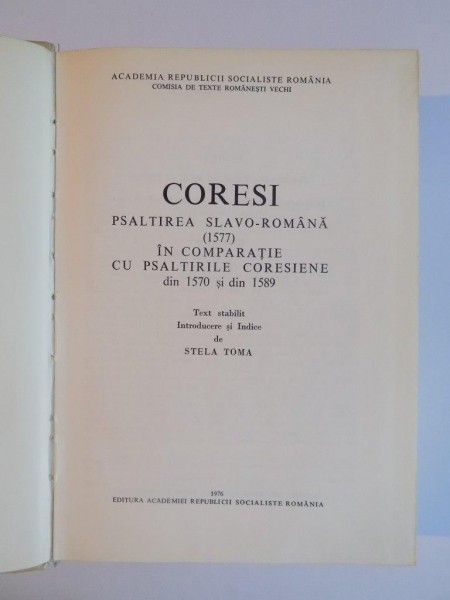 ACADEMIA REPUBLICII SOCIALISTE ROMÂNIA
COMISIA DE TEXTE ROMÂNEȘTI VECHI
CORESI
PSALTIREA SLAVO-ROMÂNĂ
(1577)
ÎN COMPARAȚIE
CU PSALTIRILE CORESIENE
din 1570 și din 1589
Text stabilit
Introducere și Indice
de
STELA TOMA
1976
EDITURA ACADEMIEI REPUBLICII SOCIALISTE ROMÂNIA